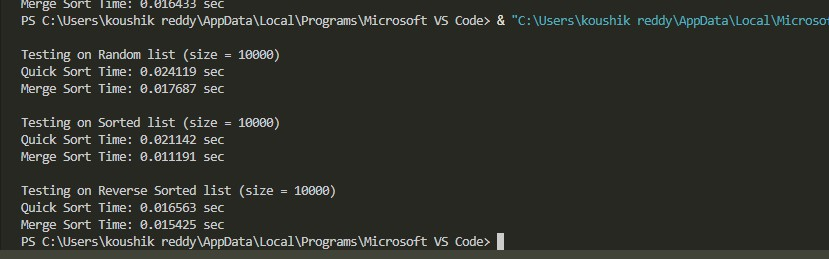 Merge Sort Time: 0.016433 sec
PS C:\Users\koushik reddy\AppData\Local\Programs\Microsoft VS Code> & "C:\Users\koushik reddy\AppData\Local\Microsof
Testing on Random list (size = 10000)
Quick Sort Time: 0.024119 sec
Merge Sort Time: 0.017687 sec
Testing on Sorted list (size = 10000)
Quick Sort Time: 0.021142 sec
Merge Sort Time: 0.011191 sec
Testing on Reverse Sorted list (size = 10000)
Quick Sort Time: 0.016563 sec
Merge Sort Time: 0.015425 sec
PS C:\Users\koushik reddy\AppData\Local\Programs\Microsoft VS Code>